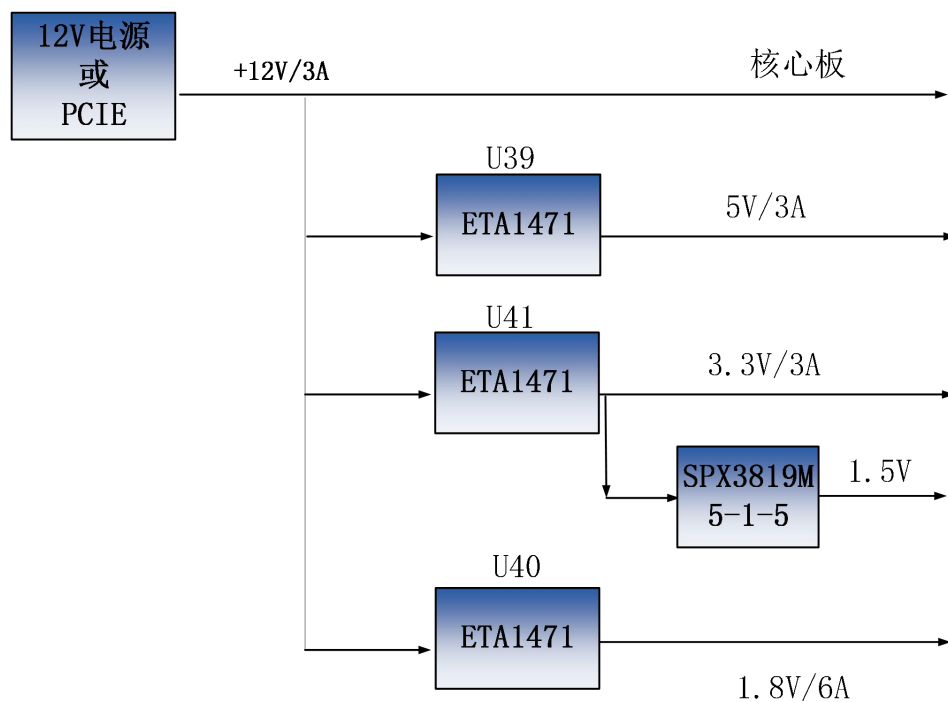 12V电源
或
PCIE
+12V/3A
核心板
U39
ETA1471
5V/3A
U41
ETA1471
3.3V/3A
SPX3819M
5-1-5
1.5V
U40
ETA1471
1.8V/6A